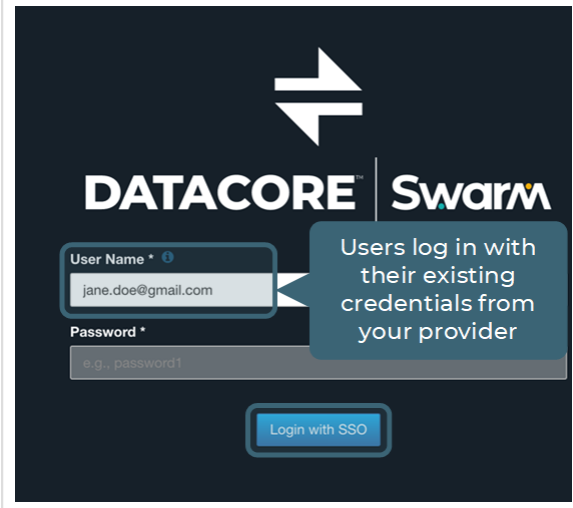 DATACORE™ Swarm
User Name *
jane.doe@gmail.com
Users log in with
their existing
credentials from
your provider
Password *
e.g., password1
Login with SSO